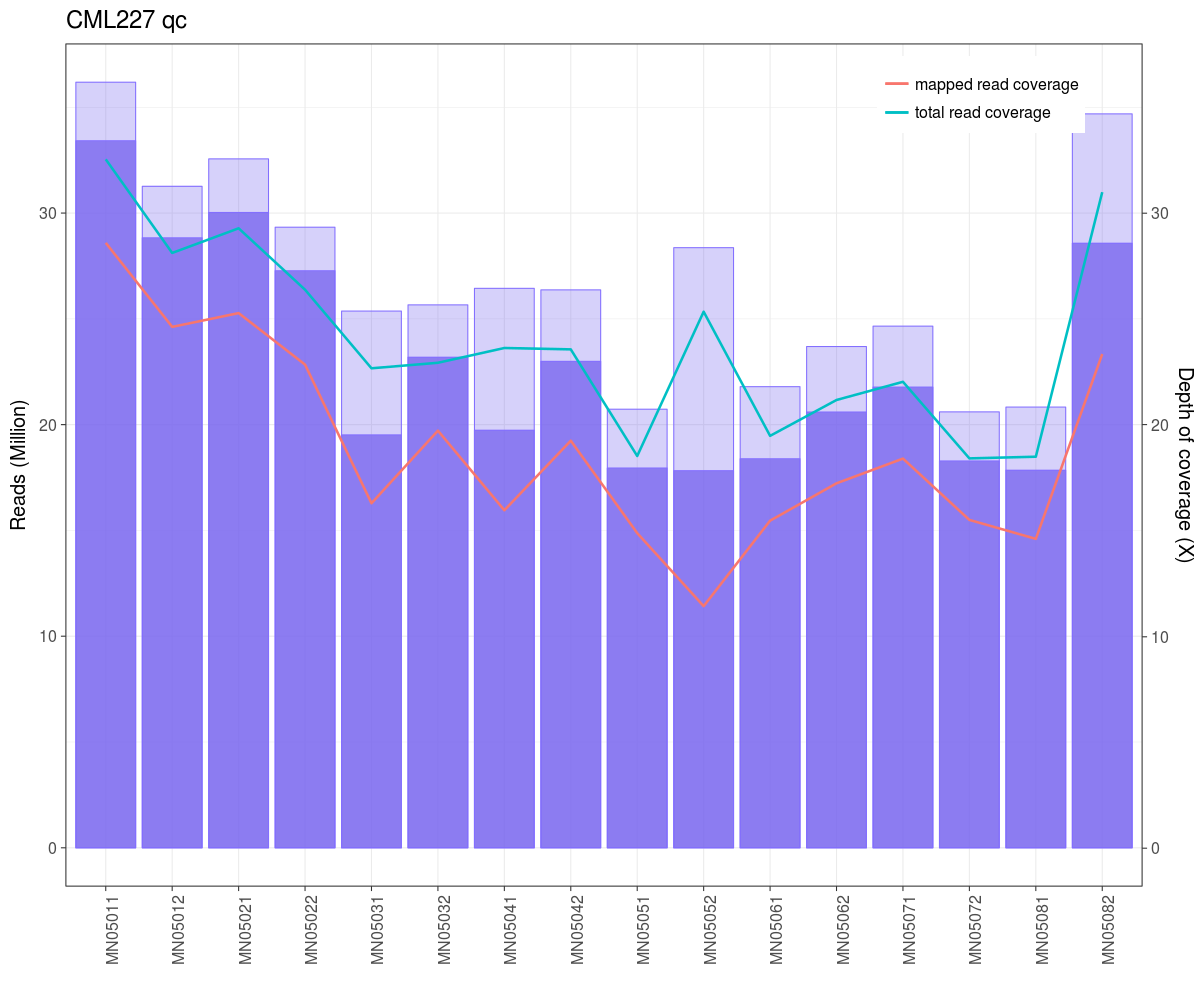 CML227 qc
mapped read coverage
total read coverage
Reads (Million)
30
20
10
0
30
20
10
0
Depth of coverage (X)
MN05011
MN05012
MN05021
MN05022
MN05031
MN05032
MN05041
MN05042
MN05051
MN05052
MN05061
MN05062
MN05071
MN05072
MN05081
MN05082